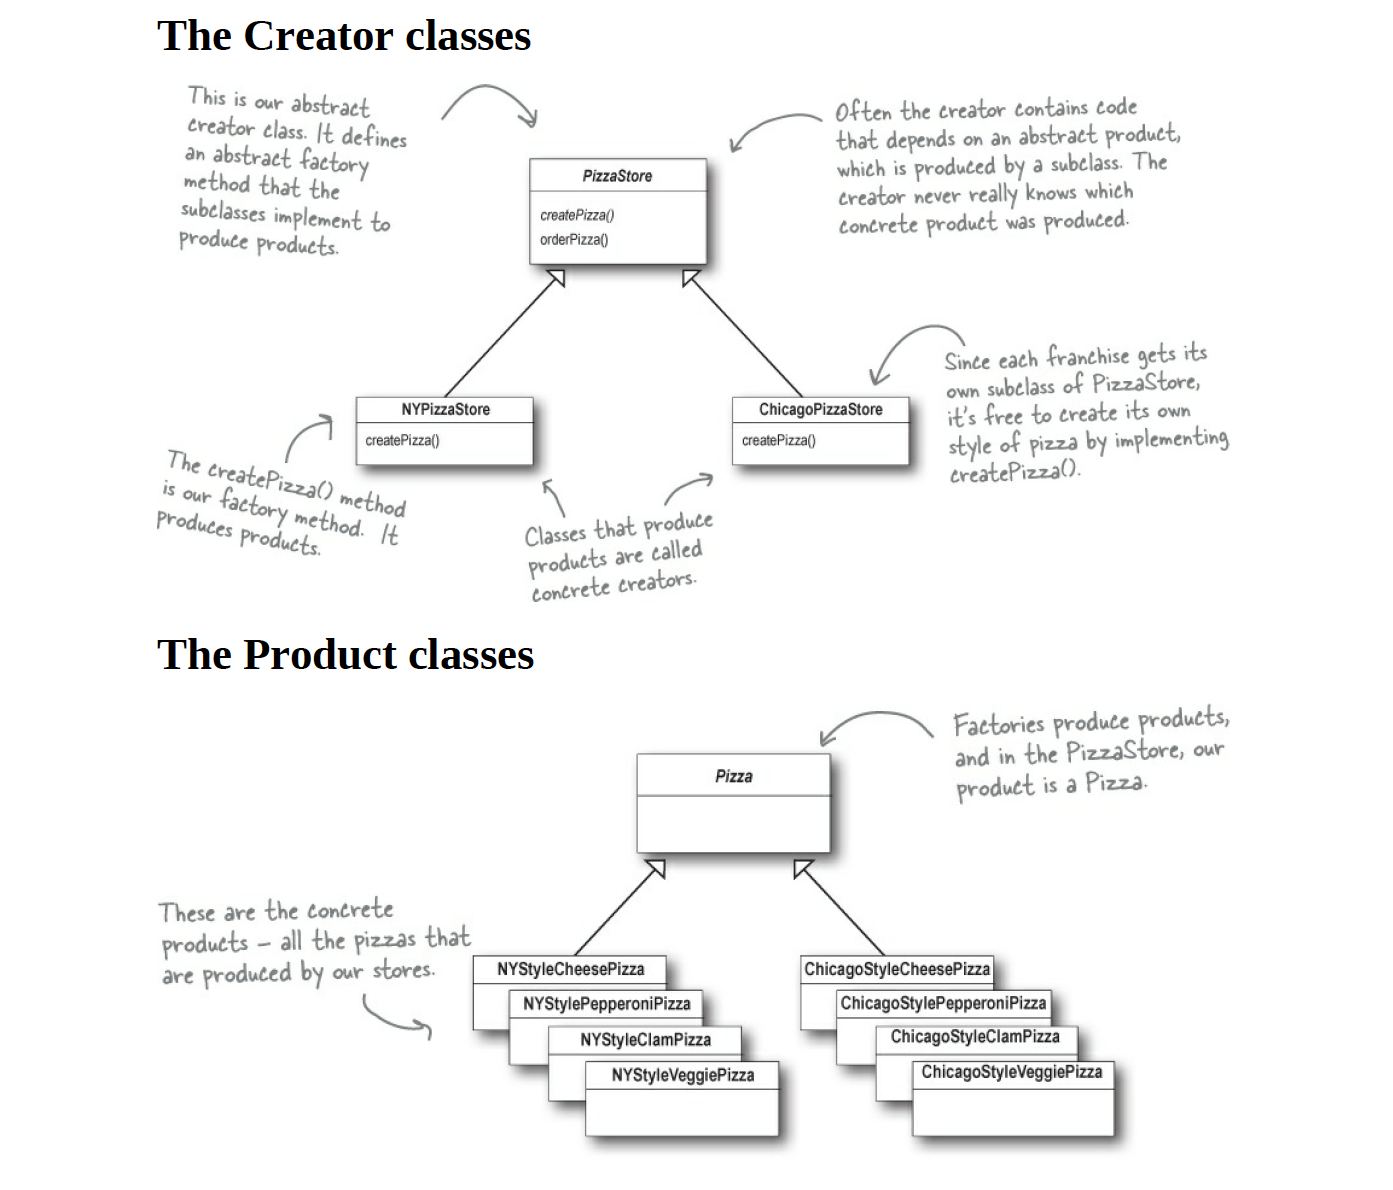 The Creator classes
This is our abstract
creator class. It defines
an abstract factory
method that the
subclasses implement to
produce products.
Often the creator contains code
that depends on an abstract product,
which is produced by a subclass. The
creator never really knows which
concrete product was produced.
PizzaStore
createPizza()
orderPizza()
NYPizzaStore
createPizza()
ChicagoPizzaStore
createPizza()
Since each franchise gets its
own subclass of PizzaStore,
it's free to create its own
style of pizza by implementing
createPizza().
The createPizza() method
is our factory method. It
produces products.
Classes that produce
products are called
concrete creators.
The Product classes
Factories produce products,
and in the PizzaStore, our
product is a Pizza.
Pizza
These are the concrete
products – all the pizzas that
are produced by our stores.
NYStyleCheesePizza
NYStylePepperoniPizza
NYStyleClamPizza
NYStyleVeggiePizza
ChicagoStyleCheesePizza
ChicagoStylePepperoniPizza
ChicagoStyleClamPizza
ChicagoStyleVeggiePizza